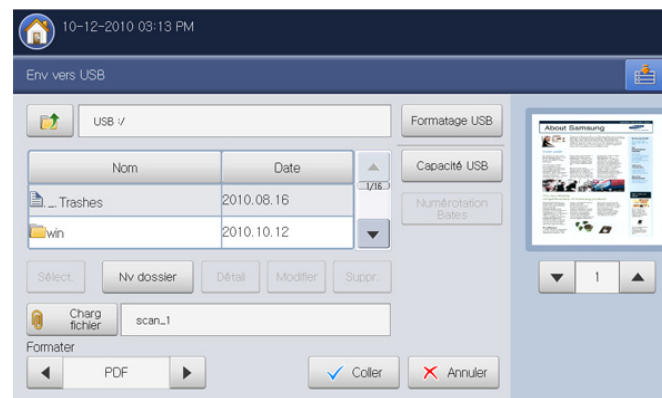 10-12-2010 03:13 PM
Env vers USB
USB :/
Formatage USB
Nom
Date
Capacité USB
1/16
._. Trashes
2010.08.16
Numérotation
Bates
win
2010.10.12
Sélect.
Nv dossier
Détail
Modifier
Suppr.
1
Charg
fichier
scan_1
Formater
PDF
Coller
Annuler
About Samsung